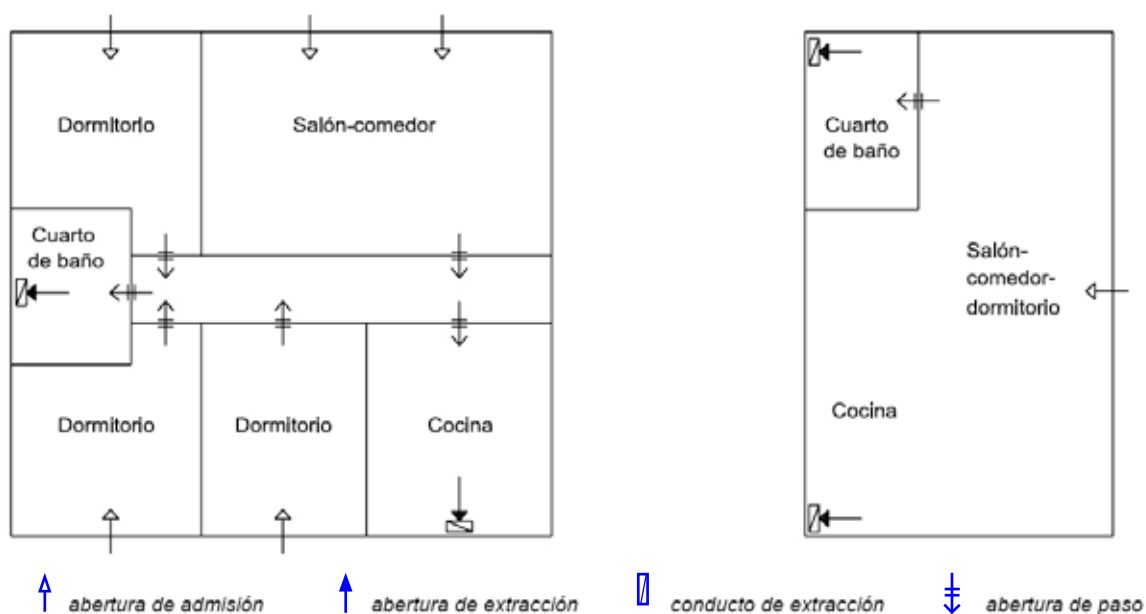 Dormitorio
Salón-comedor
Cuarto
de baño
Dormitorio
Dormitorio
Cocina
Cuarto
de baño
Salón-
comedor-
dormitorio
Cocina
abertura de admisión
abertura de extracción
conducto de extracción
abertura de paso